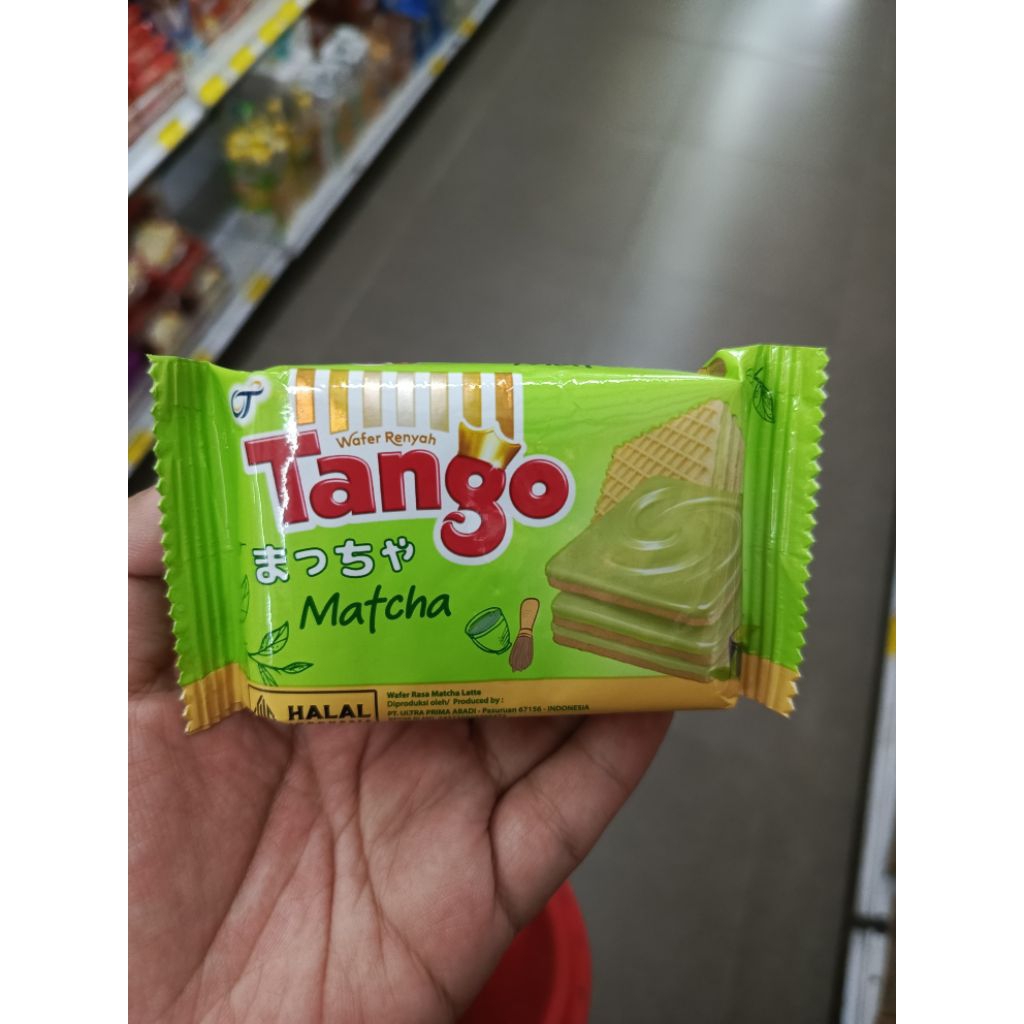 Wafer Renyah
Tango
まっちゃ
Matcha
HALAL
Wafer Rasa Matcha Latte
Diproduksi oleh/ Produced by :
PT. ULTRA PRIMA ABADI - Pasuruan 67156 - INDONESIA